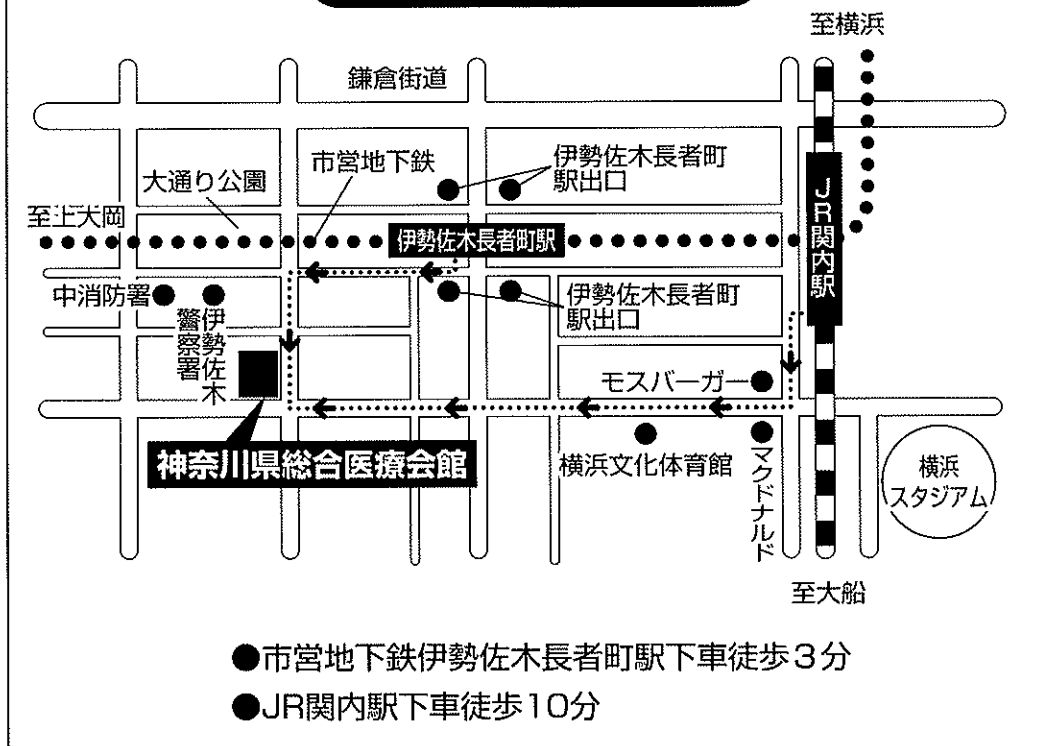 至横浜
鎌倉街道
市営地下鉄
伊勢佐木長者町
駅出口
大通り公園
至上大岡
伊勢佐木長者町駅
JR関内駅
中消防署
伊勢佐木
警察署
伊勢佐木長者町
駅出口
モスバーガー
神奈川県総合医療会館
横浜文化体育館
マクドナルド
横浜
スタジアム
至大船
●市営地下鉄伊勢佐木長者町駅下車徒歩3分
●JR関内駅下車徒歩10分